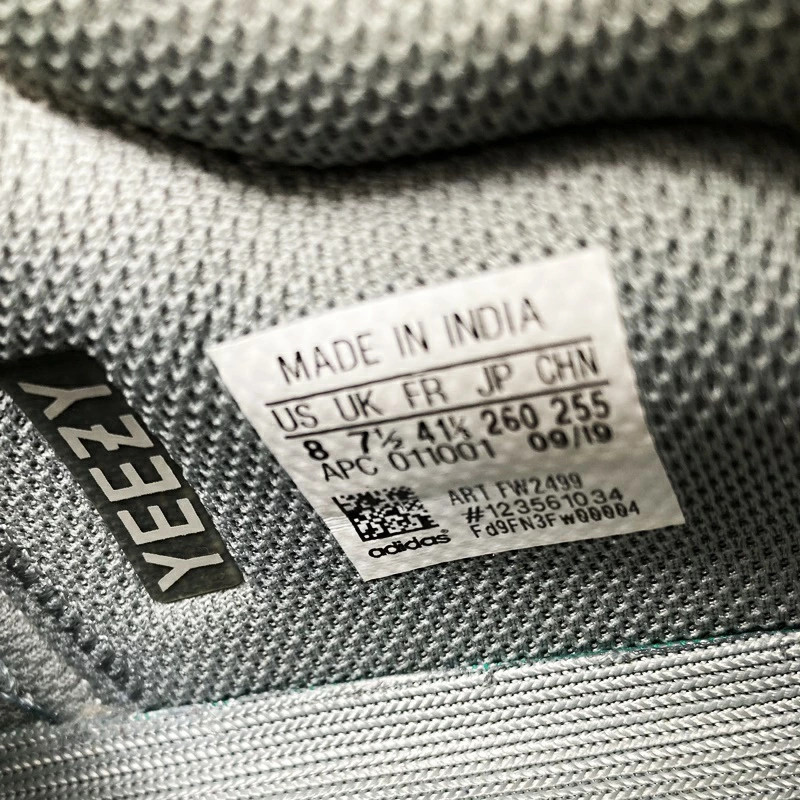 MADE IN INDIA
US UK FR JP CHN
8 7½ 41⅓ 260 255
APC 011001 09/19
ART FW2499
#123561034
Fd9FN3Fw00004
adidas®
YEEZY